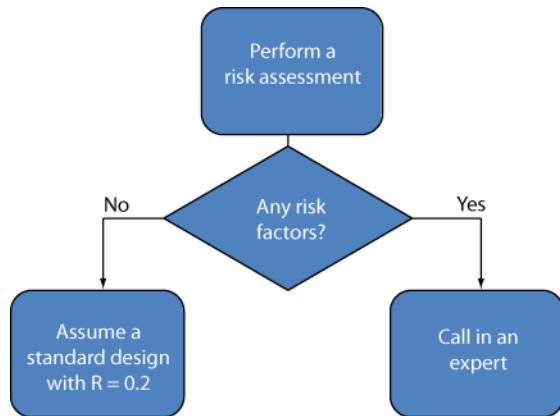 Perform a
risk assessment
Any risk
factors?
No
Yes
Assume a
standard design
with R = 0.2
Call in an
expert